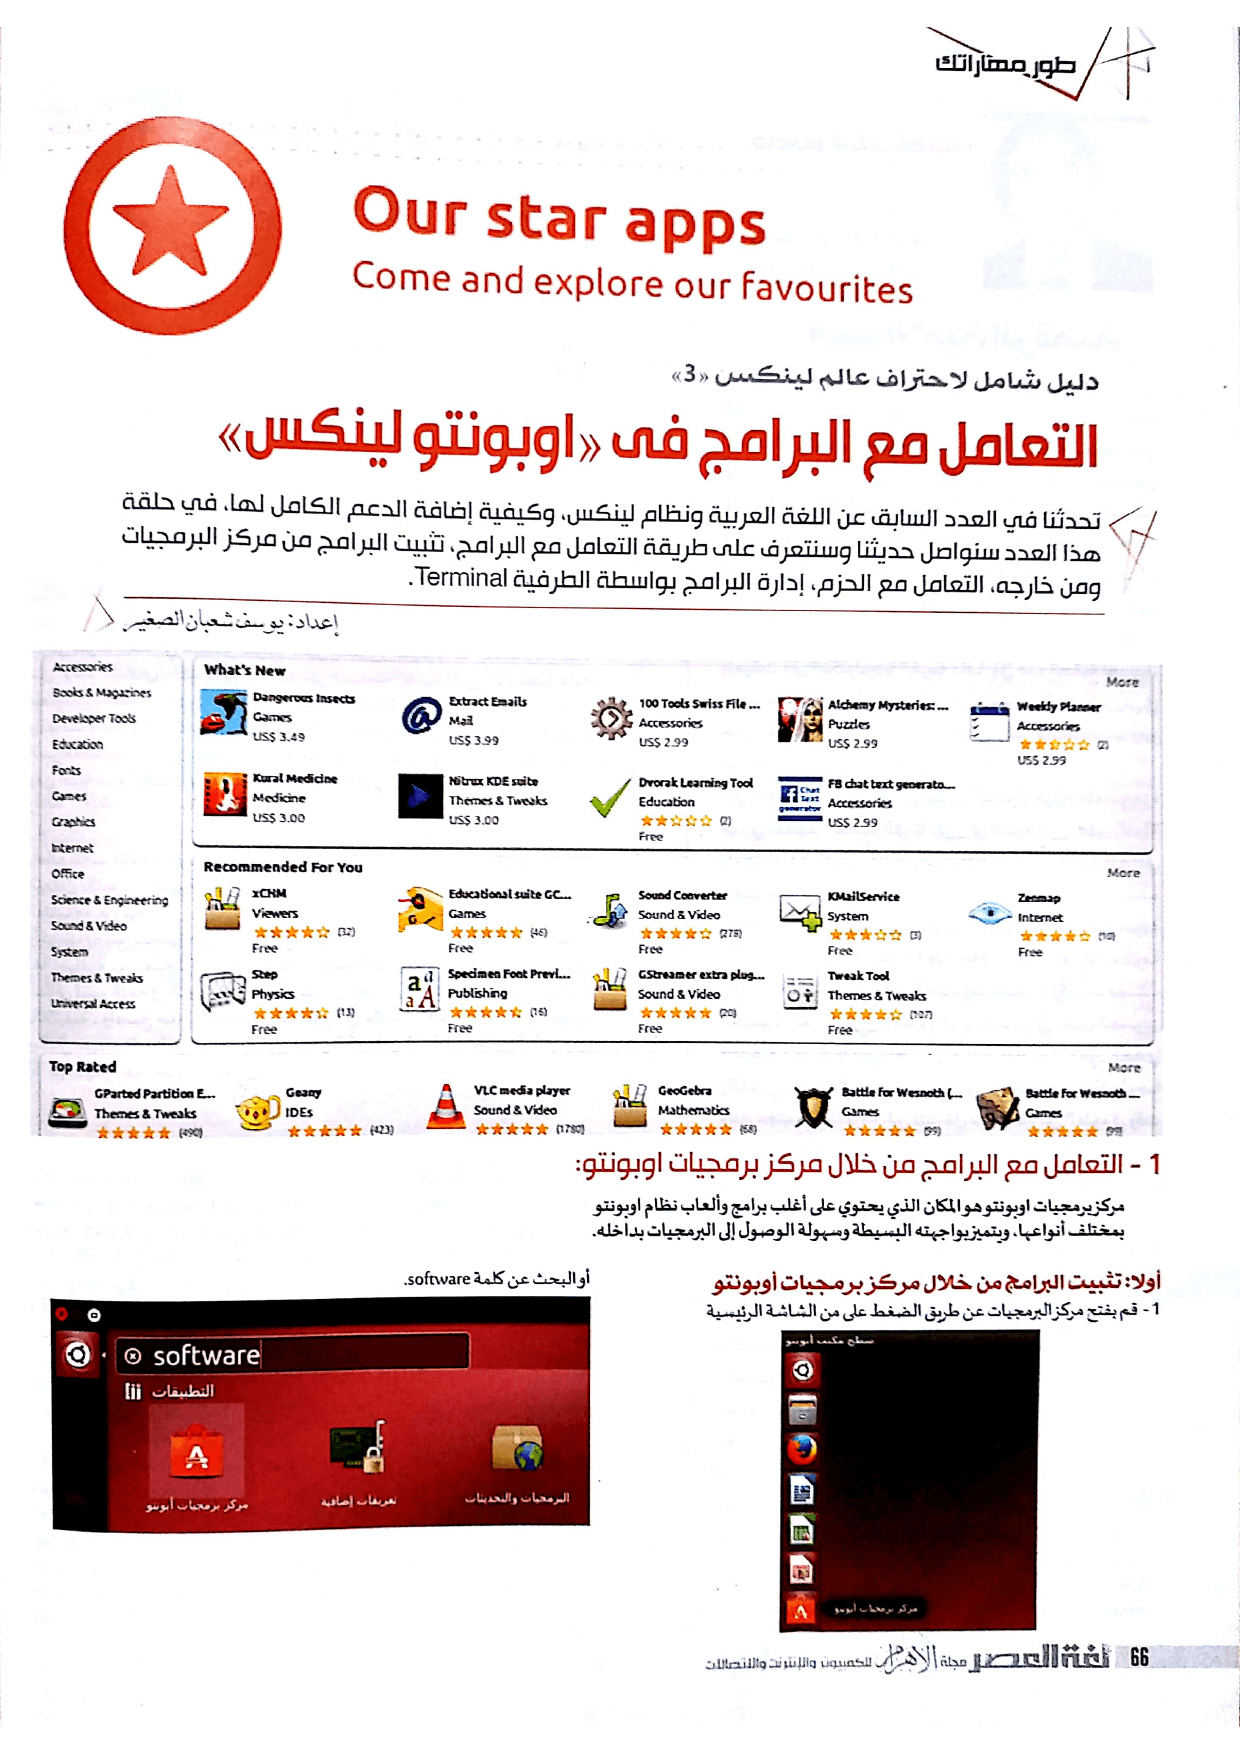 طور مهاراتك
Our star apps
Come and explore our favourites
دليل شامل لاحتراف عالم لينكس «3»
التعامل مع البرامج فى «اوبونتو لينكس»
تحدثنا في العدد السابق عن اللغة العربية ونظام لينكس، وكيفية إضافة الدعم الكامل لها، في حلقة
هذا العدد سنواصل حديثنا وسنتعرف على طريقة التعامل مع البرامج، تثبيت البرامج من مركز البرمجيات
ومن خارجه، التعامل مع الحزم، إدارة البرامج بواسطة الطرفية Terminal.
إعداد: يوسف شعبان الصغير
Accessories
Books & Magazines
Developer Tools
Education
Fonts
Games
Graphics
Internet
Office
Science & Engineering
Sound & Video
System
Themes & Tweaks
Universal Access
What's New
More
Dangerous Insects
Games
US$ 3.49
Extract Emails
Mail
US$ 3.99
100 Tools Swiss File ...
Accessories
US$ 2.99
Alchemy Mysteries: ...
Puzzles
US$ 2.99
Weekly Planner
Accessories
(2)
US$ 2.99
Kural Medicine
Medicine
US$ 3.00
Nitrux KDE suite
Themes & Tweaks
US$ 3.00
Dvorak Learning Tool
Education
(2)
Free
FB chat text generato...
Accessories
US$ 2.99
Recommended For You
More
xCHM
Viewers
(32)
Free
Educational suite GC...
Games
(46)
Free
Sound Converter
Sound & Video
(278)
Free
KMailService
System
(3)
Free
Zenmap
Internet
(10)
Free
Step
Physics
(13)
Free
Specimen Font Previ...
Publishing
(16)
Free
GStreamer extra plug...
Sound & Video
(20)
Free
Tweak Tool
Themes & Tweaks
(107)
Free
Top Rated
More
GParted Partition E...
Themes & Tweaks
(490)
Geany
IDEs
(423)
VLC media player
Sound & Video
(1780)
GeoGebra
Mathematics
(68)
Battle for Wesnoth (...
Games
(99)
Battle for Wesnoth ...
Games
1 - التعامل مع البرامج من خلال مركز برمجيات اوبونتو:
مركز برمجيات اوبونتو هو المكان الذي يحتوي على أغلب برامج وألعاب نظام اوبونتو
بمختلف أنواعها، ويتميز بواجهته البسيطة وسهولة الوصول إلى البرمجيات بداخله.
أولا: تثبيت البرامج من خلال مركز برمجيات أوبونتو
1- قم بفتح مركز البرمجيات عن طريق الضغط على من الشاشة الرئيسية
سطح مكتب أبونتو
مركز برمجيات أبونتو
أو البحث عن كلمة software.
software
التطبيقات
مركز برمجيات أبونتو
تعريفات إضافية
البرمجيات والتحديثات
66 لغة العصر مجلة الأهرام للكمبيوتر والإنترنت والاتصالات